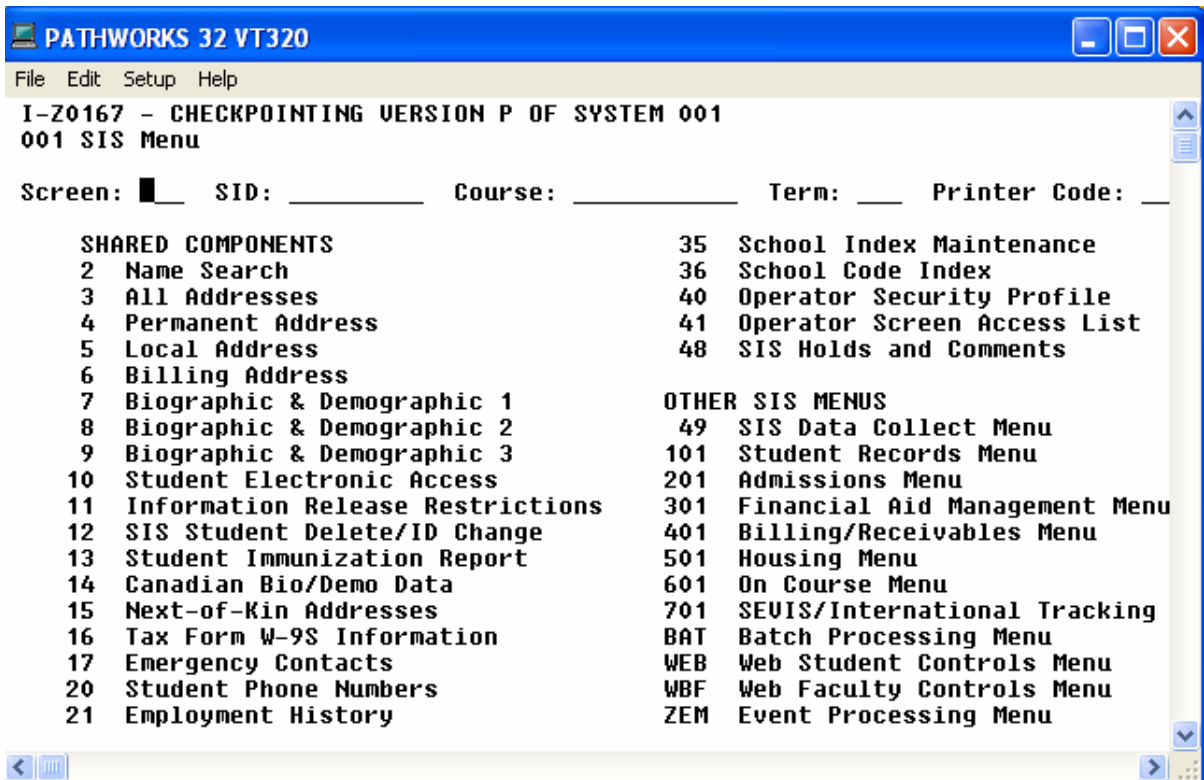 PATHWORKS 32 VT320
File Edit Setup Help
I-Z0167 - CHECKPOINTING VERSION P OF SYSTEM 001
001 SIS Menu
Screen: ___ SID: _________ Course: ___________ Term: ___ Printer Code: __
SHARED COMPONENTS
2 Name Search
3 All Addresses
4 Permanent Address
5 Local Address
6 Billing Address
7 Biographic & Demographic 1
8 Biographic & Demographic 2
9 Biographic & Demographic 3
10 Student Electronic Access
11 Information Release Restrictions
12 SIS Student Delete/ID Change
13 Student Immunization Report
14 Canadian Bio/Demo Data
15 Next-of-Kin Addresses
16 Tax Form W-9S Information
17 Emergency Contacts
20 Student Phone Numbers
21 Employment History
35 School Index Maintenance
36 School Code Index
40 Operator Security Profile
41 Operator Screen Access List
48 SIS Holds and Comments
OTHER SIS MENUS
49 SIS Data Collect Menu
101 Student Records Menu
201 Admissions Menu
301 Financial Aid Management Menu
401 Billing/Receivables Menu
501 Housing Menu
601 On Course Menu
701 SEVIS/International Tracking
BAT Batch Processing Menu
WEB Web Student Controls Menu
WBF Web Faculty Controls Menu
ZEM Event Processing Menu